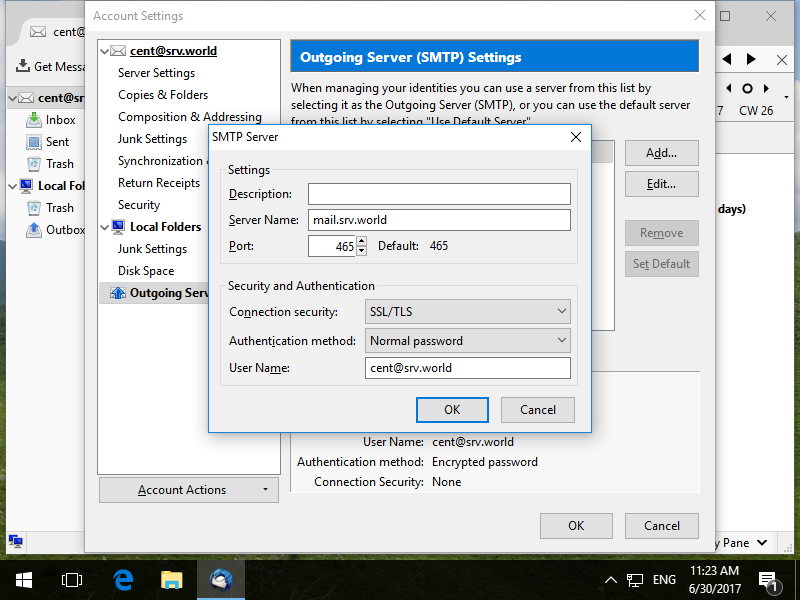 Account Settings
cent@
Get Messa
cent@sr
Inbox
Sent
Trash
Local Fol
Trash
Outbox
cent@srv.world
Server Settings
Copies & Folders
Composition & Addressing
Junk Settings
Synchronization
Return Receipts
Security
Local Folders
Junk Settings
Disk Space
Outgoing Serv
Account Actions
Outgoing Server (SMTP) Settings
When managing your identities you can use a server from this list by
selecting it as the Outgoing Server (SMTP), or you can use the default server
from this list by selecting "Use Default Server".
Add...
Edit...
Remove
Set Default
SMTP Server
Settings
Description:
Server Name: mail.srv.world
Port: 465 Default: 465
Security and Authentication
Connection security: SSL/TLS
Authentication method: Normal password
User Name: cent@srv.world
OK Cancel
User Name: cent@srv.world
Authentication method: Encrypted password
Connection Security: None
OK Cancel
7 CW 26
days)
y Pane
ENG
11:23 AM
6/30/2017
1